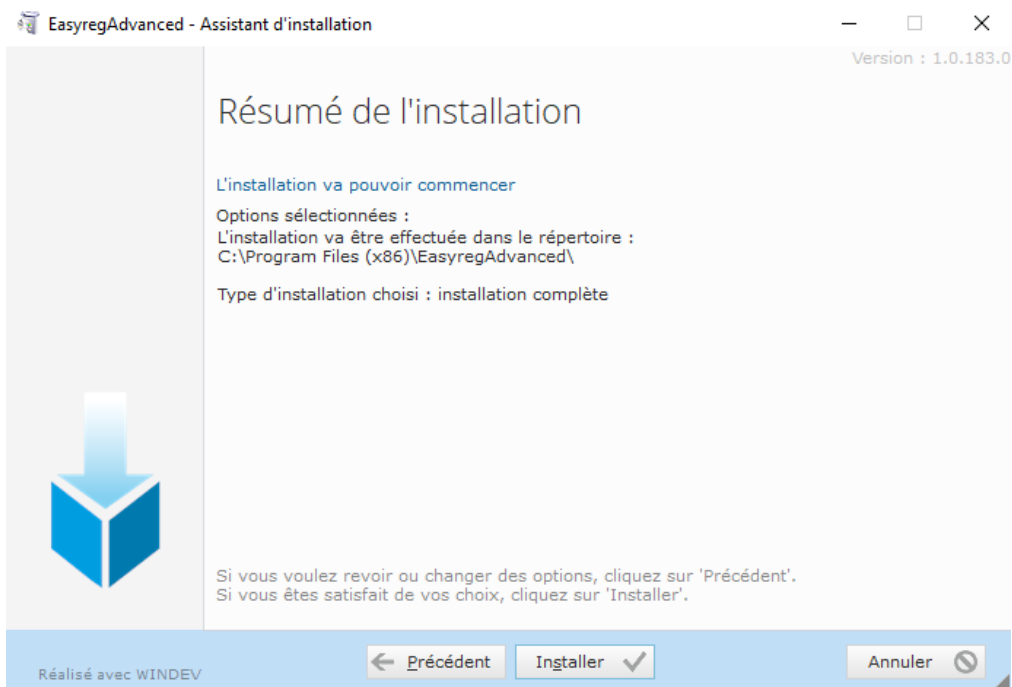 EasyregAdvanced - Assistant d'installation
Version : 1.0.183.0
Résumé de l'installation
L'installation va pouvoir commencer
Options sélectionnées :
L'installation va être effectuée dans le répertoire :
C:\Program Files (x86)\EasyregAdvanced\
Type d'installation choisi : installation complète
Si vous voulez revoir ou changer des options, cliquez sur 'Précédent'.
Si vous êtes satisfait de vos choix, cliquez sur 'Installer'.
Réalisé avec WINDEV
Précédent
Installer
Annuler